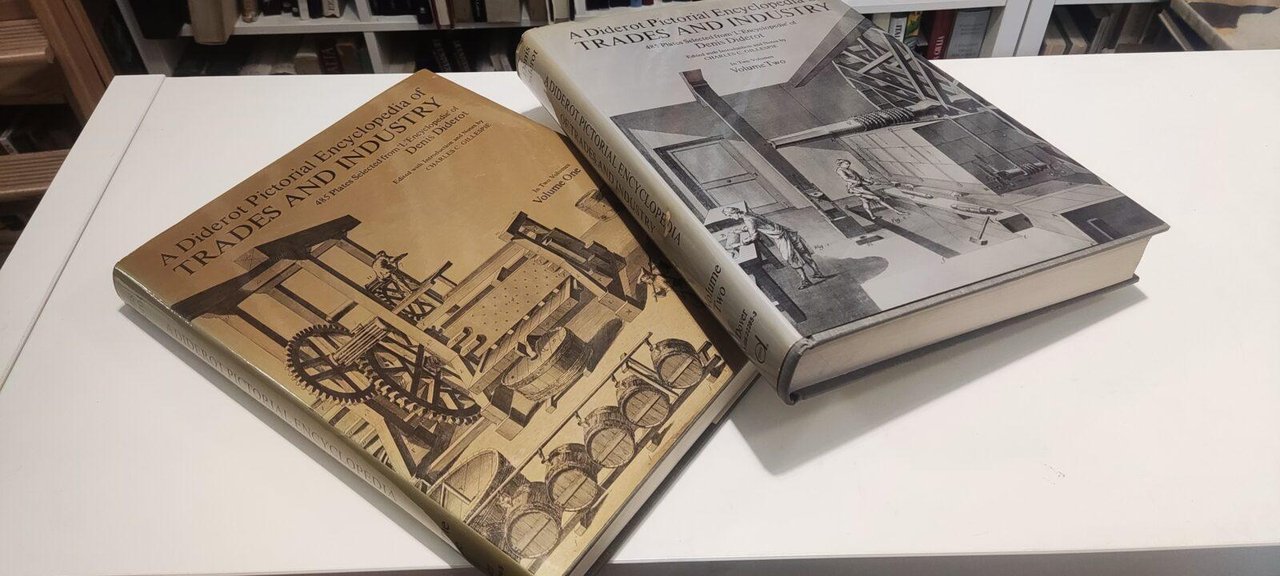 A Diderot Pictorial Encyclopedia of
TRADES AND INDUSTRY
485 Plates Selected from "L'Encyclopédie" of
Denis Diderot
Edited with Introduction and Notes by
CHARLES C. GILLISPIE
In Two Volumes
Volume One
A DIDEROT PICTORIAL ENCYCLOPEDIA
A Diderot Pictorial Encyclopedia of
TRADES AND INDUSTRY
485 Plates Selected from "L'Encyclopédie" of
Denis Diderot
Edited with Introduction and Notes by
CHARLES C. GILLISPIE
In Two Volumes
Volume Two
A DIDEROT PICTORIAL ENCYCLOPEDIA
OF TRADES AND INDUSTRY
Volume
Two
Dover